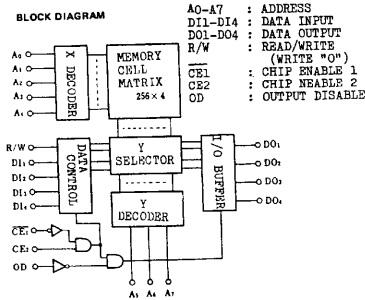 BLOCK DIAGRAM
A0-A7 : ADDRESS
DI1-DI4 : DATA INPUT
DO1-DO4 : DATA OUTPUT
R/W : READ/WRITE
(WRITE "0")
CE1 : CHIP ENABLE 1
CE2 : CHIP NEABLE 2
OD : OUTPUT DISABLE
A0
A1
A2
A3
A4
X DECODER
MEMORY
CELL
MATRIX
256 × 4
R/W
DI1
DI2
DI3
DI4
DATA CONTROL
Y
SELECTOR
I/O BUFFER
DO1
DO2
DO3
DO4
Y
DECODER
CE1
CE2
OD
A5 A6 A7